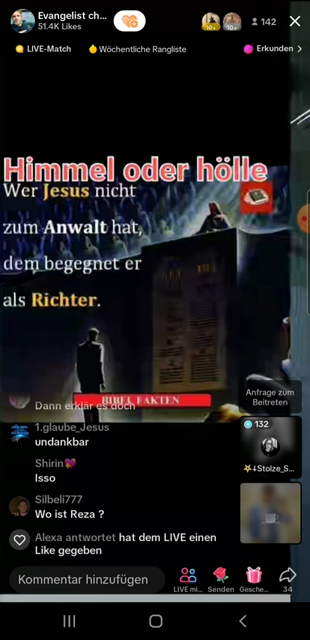 Evangelist ch...
51.4K Likes
10+
10+
142
LIVE-Match
Wöchentliche Rangliste
Erkunden
Himmel oder hölle
Wer Jesus nicht
zum Anwalt hat,
dem begegnet er
als Richter.
BIBEL FAKTEN
Anfrage zum
Beitreten
Dann erklär es doch
1.glaube_Jesus
undankbar
132
Stolze_S...
Shirin
Isso
Silbeli777
Wo ist Reza ?
Alexa antwortet hat dem LIVE einen
Like gegeben
Kommentar hinzufügen
LIVE mi...
Senden
Gesche...
34